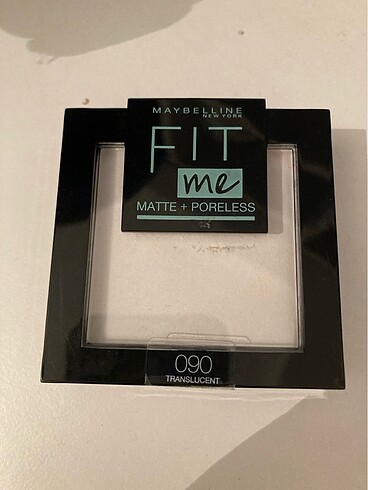 MAYBELLINE
NEW YORK
FIT
me
MATTE + PORELESS
090
TRANSLUCENT